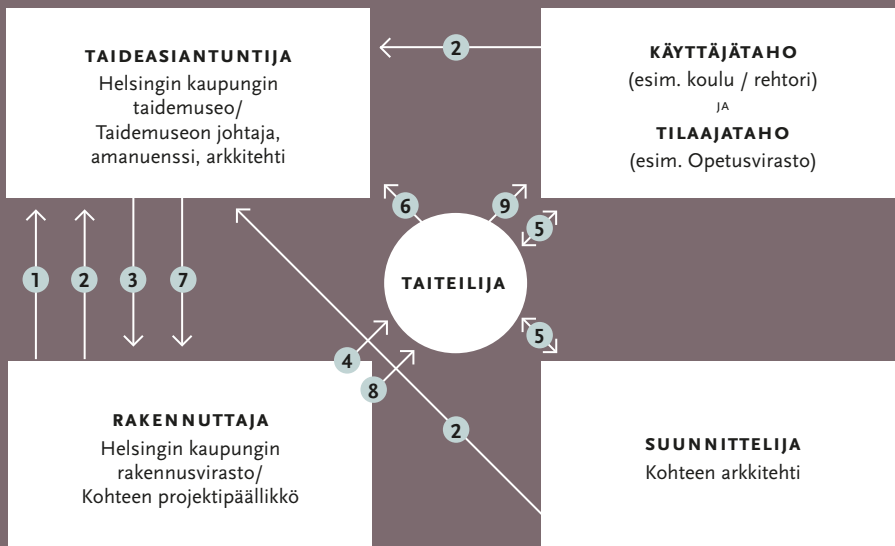 TAIDEASIANTUNTIJA
Helsingin kaupungin
taidemuseo/
Taidemuseon johtaja,
amanuenssi, arkkitehti
2
KÄYTTÄJÄTAHO
(esim. koulu / rehtori)
JA
TILAAJATAHO
(esim. Opetusvirasto)
6
9
5
1
2
3
7
TAITEILIJA
5
4
8
2
RAKENNUTTAJA
Helsingin kaupungin
rakennusvirasto/
Kohteen projektipäällikkö
SUUNNITTELIJA
Kohteen arkkitehti